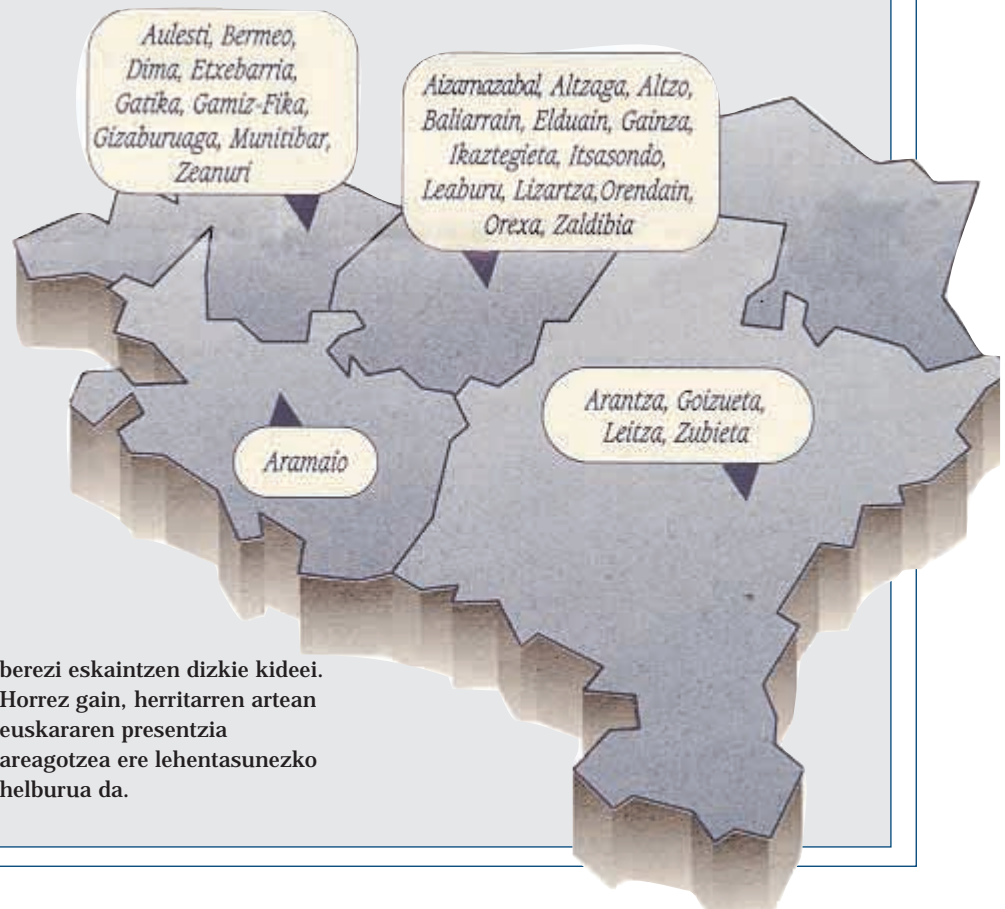 Aulesti, Bermeo,
Dima, Etxebarria,
Gatika, Gamiz-Fika,
Gizaburuaga, Munitibar,
Zeanuri
Aizarnazabal, Altzaga, Altzo,
Baliarrain, Elduain, Gainza,
Ikaztegieta, Itsasondo,
Leaburu, Lizartza, Orendain,
Orexa, Zaldibia
Arantza, Goizueta,
Leitza, Zubieta
Aramaio
berezi eskaintzen dizkie kideei.
Horrez gain, herritarren artean
euskararen presentzia
areagotzea ere lehentasunezko
helburua da.